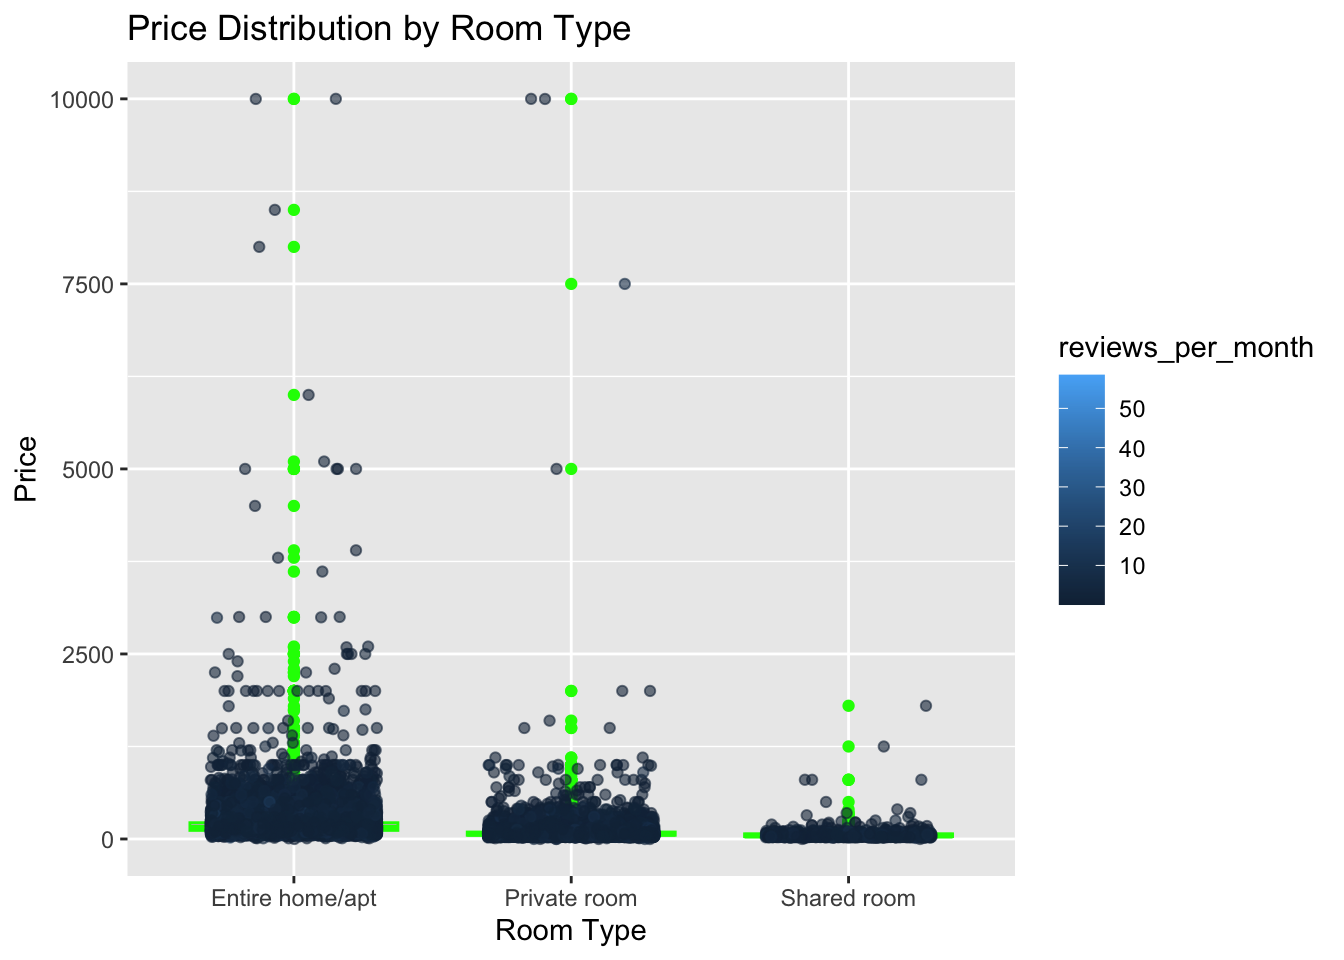 Price Distribution by Room Type
10000
7500
5000
2500
0
Price
Entire home/apt
Private room
Shared room
Room Type
reviews_per_month
50
40
30
20
10